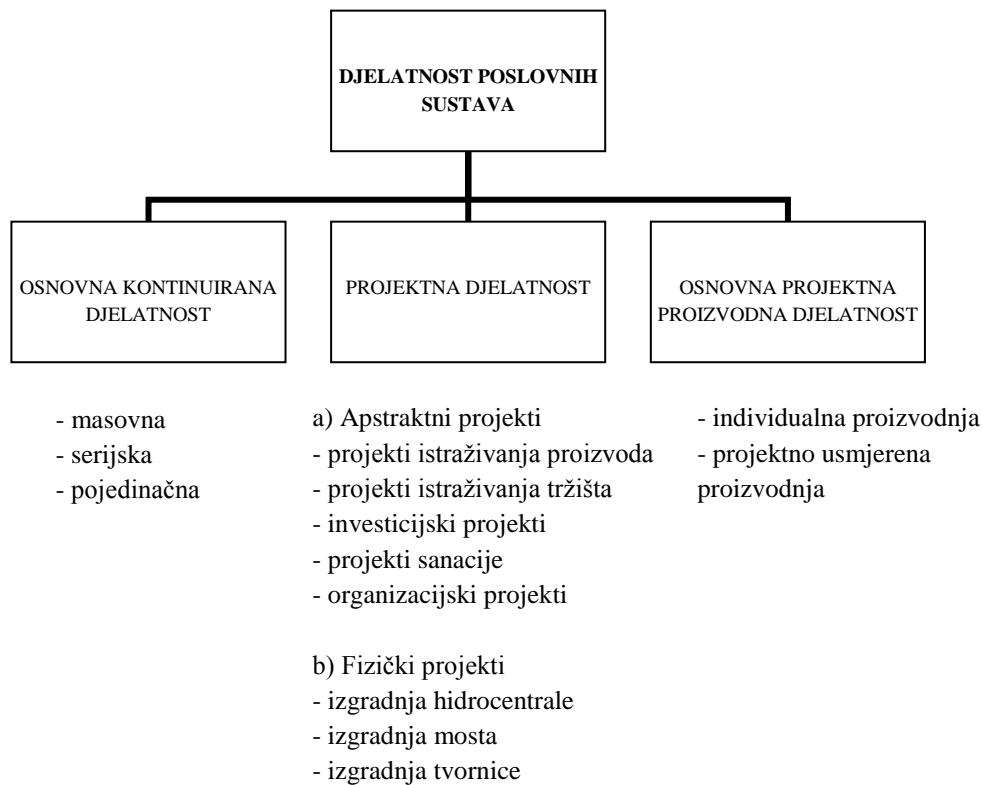 DJELATNOST POSLOVNIH
SUSTAVA
OSNOVNA KONTINUIRANA
DJELATNOST
PROJEKTNA DJELATNOST
OSNOVNA PROJEKTNA
PROIZVODNA DJELATNOST
- masovna
- serijska
- pojedinačna
a) Apstraktni projekti
- projekti istraživanja proizvoda
- projekti istraživanja tržišta
- investicijski projekti
- projekti sanacije
- organizacijski projekti
b) Fizički projekti
- izgradnja hidrocentrale
- izgradnja mosta
- izgradnja tvornice
- individualna proizvodnja
- projektno usmjerena
proizvodnja